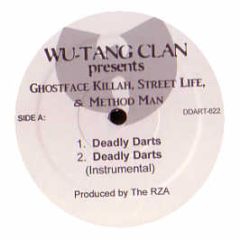 WU-TANG CLAN
presents
GHOSTFACE KILLAH, STREET LIFE,
& METHOD MAN
SIDE A:
DDART-622
1. Deadly Darts
2. Deadly Darts
(Instrumental)
Produced by The RZA